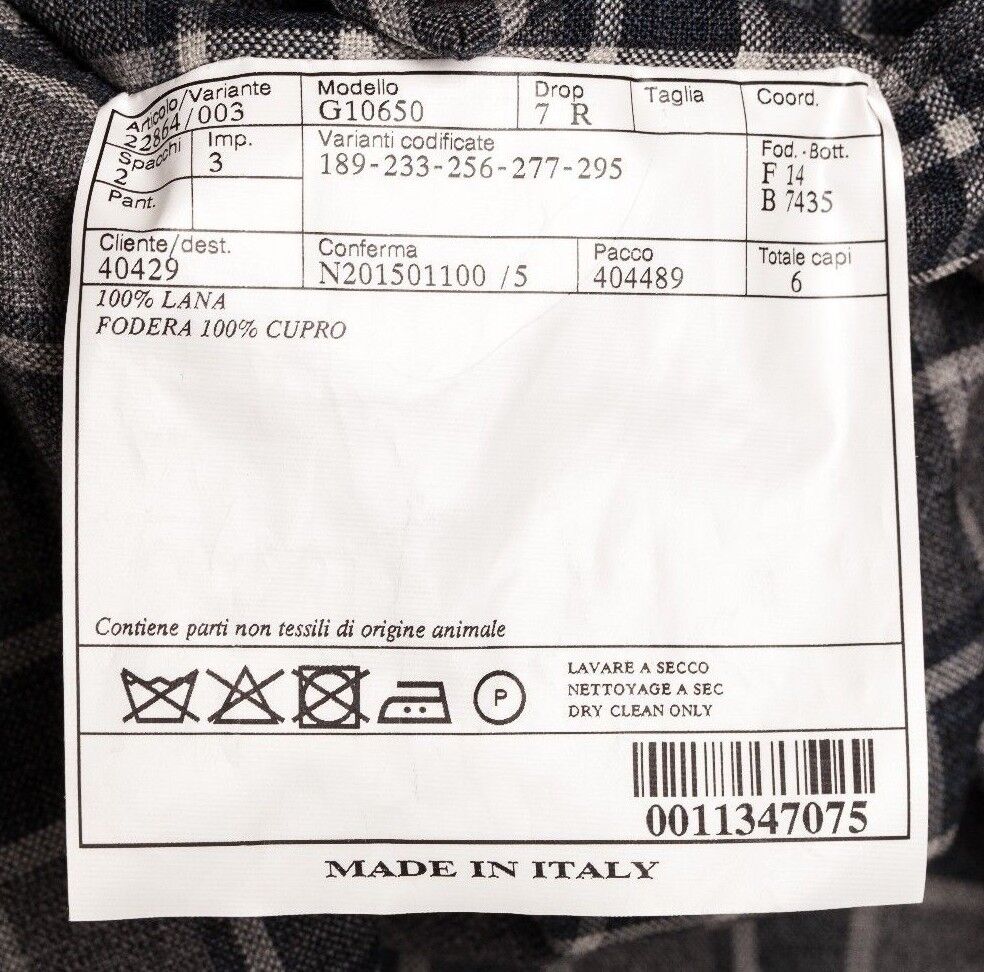 Articolo/Variante
22864/003
Modello
G10650
Drop
7 R
Taglia
Coord.
Spacchi
2
Imp.
3
Varianti codificate
189-233-256-277-295
Fod. - Bott.
F 14
B 7435
Pant.
Cliente/dest.
40429
Conferma
N201501100 /5
Pacco
404489
Totale capi
6
100% LANA
FODERA 100% CUPRO
Contiene parti non tessili di origine animale
P
LAVARE A SECCO
NETTOYAGE A SEC
DRY CLEAN ONLY
0011347075
MADE IN ITALY